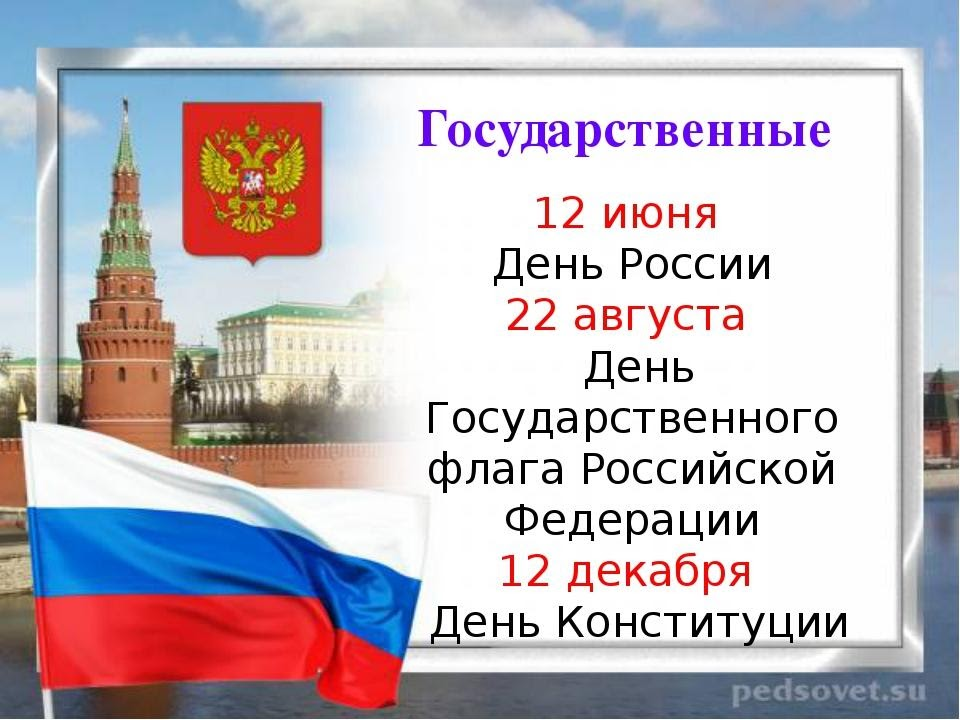 Государственные
12 июня
День России
22 августа
День
Государственного
флага Российской
Федерации
12 декабря
День Конституции
pedsovet.su